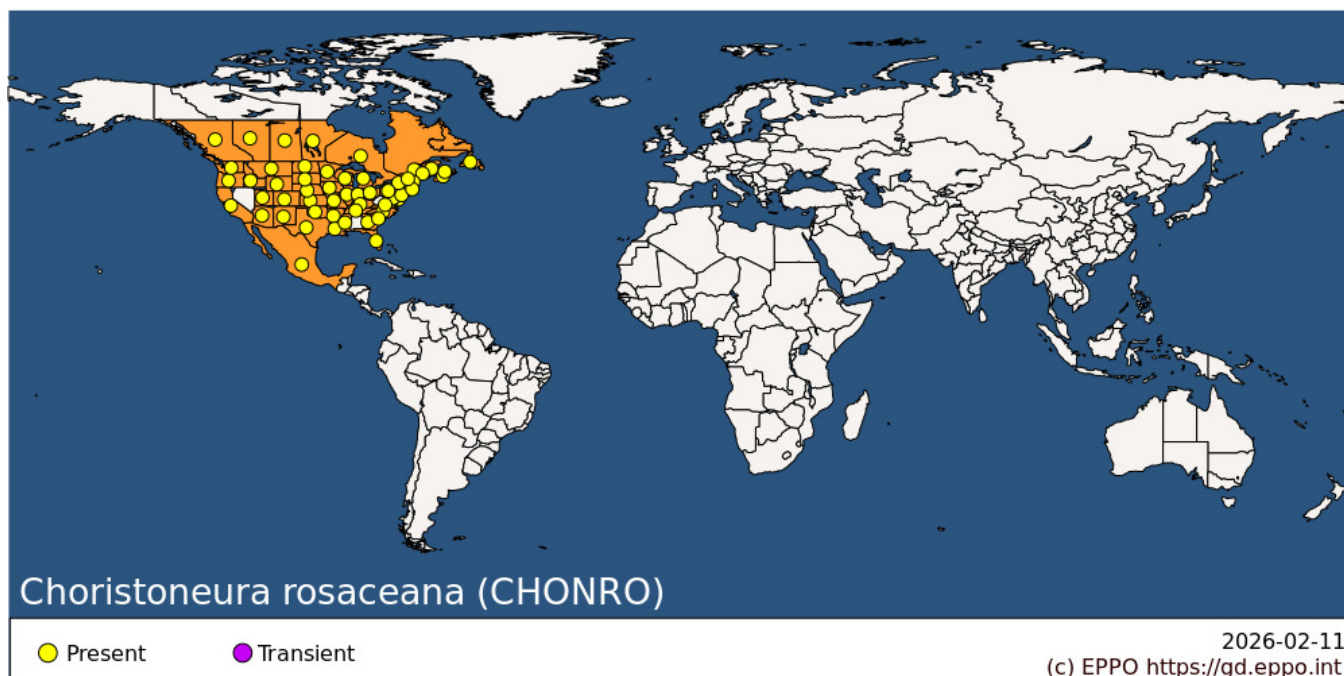 Choristoneura rosaceana (CHONRO)
Present
Transient
2026-02-11
(c) EPPO https://gd.eppo.int